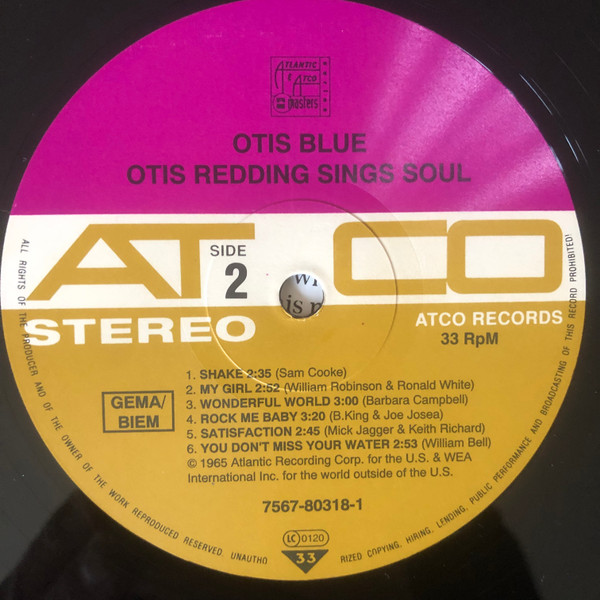 ATLANTIC
& ATCO
masters
OTIS BLUE
OTIS REDDING SINGS SOUL
ATCO
SIDE
2
STEREO
ATCO RECORDS
33 RpM
GEMA/
BIEM
1. SHAKE 2:35 (Sam Cooke)
2. MY GIRL 2:52 (William Robinson & Ronald White)
3. WONDERFUL WORLD 3:00 (Barbara Campbell)
4. ROCK ME BABY 3:20 (B.King & Joe Josea)
5. SATISFACTION 2:45 (Mick Jagger & Keith Richard)
6. YOU DON'T MISS YOUR WATER 2:53 (William Bell)
© 1965 Atlantic Recording Corp. for the U.S. & WEA
International Inc. for the world outside of the U.S.
7567-80318-1
LC 0120
33
ALL RIGHTS OF THE PRODUCER AND OF THE OWNER OF THE WORK REPRODUCED RESERVED. UNAUTHO
RIZED COPYING, HIRING, LENDING, PUBLIC PERFORMANCE AND BROADCASTING OF THIS RECORD PROHIBITED!
is